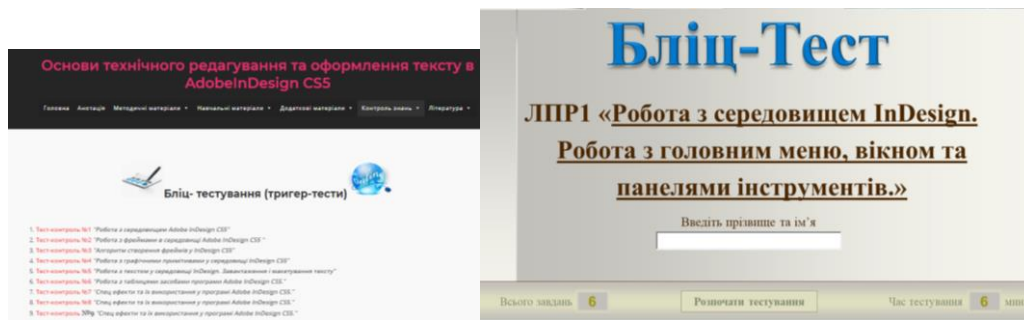 Основи технічного редагування та оформлення тексту в
AdobeInDesign CS5
Головна Анотація Методичні матеріали Навчальні матеріали Додаткові матеріали Контроль знань Література
Бліц- тестування (тригер-тести)
1. Тест-контроль №1 "Робота з середовищем Adobe InDesign CS5"
2. Тест-контроль №2 "Робота з фреймами в середовищі Adobe InDesign CS5 "
3. Тест-контроль №3 "Алгоритм створення фреймів у InDesign CS5"
4. Тест-контроль №4 "Робота з графічними примітивами у середовищі InDesign CS5"
5. Тест-контроль №5 "Робота з текстом у середовищі InDesign. Завантаження і макетування тексту"
6. Тест-контроль №6 "Робота з таблицями засобами програми Adobe InDesign CS5."
7. Тест-контроль №7 "Спец ефекти та їх використання у програмі Adobe InDesign CS5."
8. Тест-контроль №8 "Спец ефекти та їх використання у програмі Adobe InDesign CS5."
9. Тест-контроль №9 "Спец ефекти та їх використання у програмі Adobe InDesign CS5."
Бліц-Тест
ЛПР1 «Робота з середовищем InDesign.
Робота з головним меню, вікном та
панелями інструментів.»
Введіть прізвище та ім’я
Всього завдань 6 Розпочати тестування Час тестування 6 мин